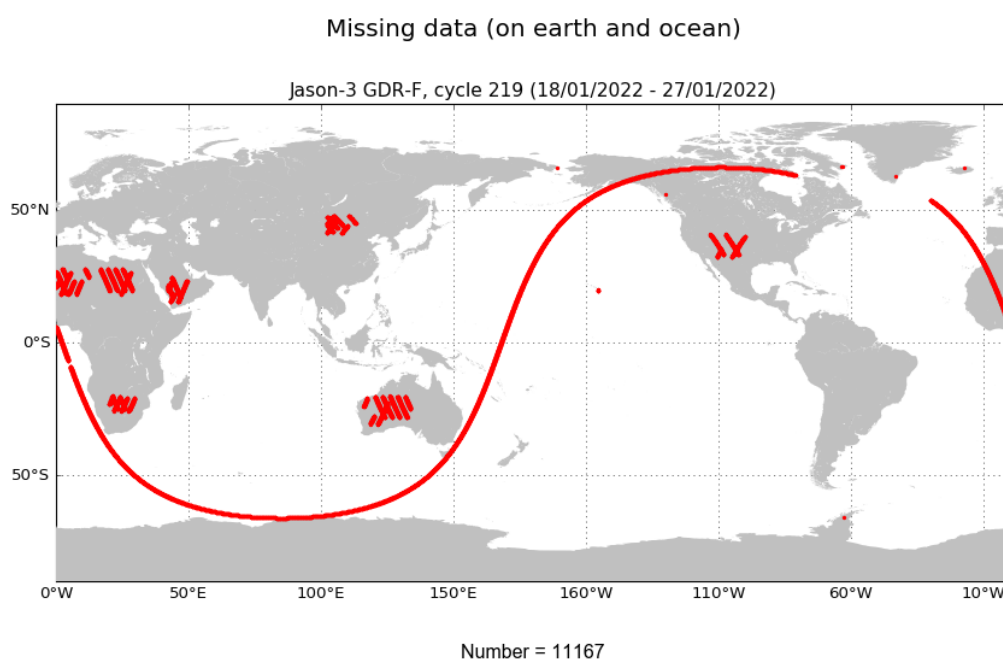 Missing data (on earth and ocean)
Jason-3 GDR-F, cycle 219 (18/01/2022 - 27/01/2022)
50°N
0°S
50°S
0°W 50°E 100°E 150°E 160°W 110°W 60°W 10°W
Number = 11167